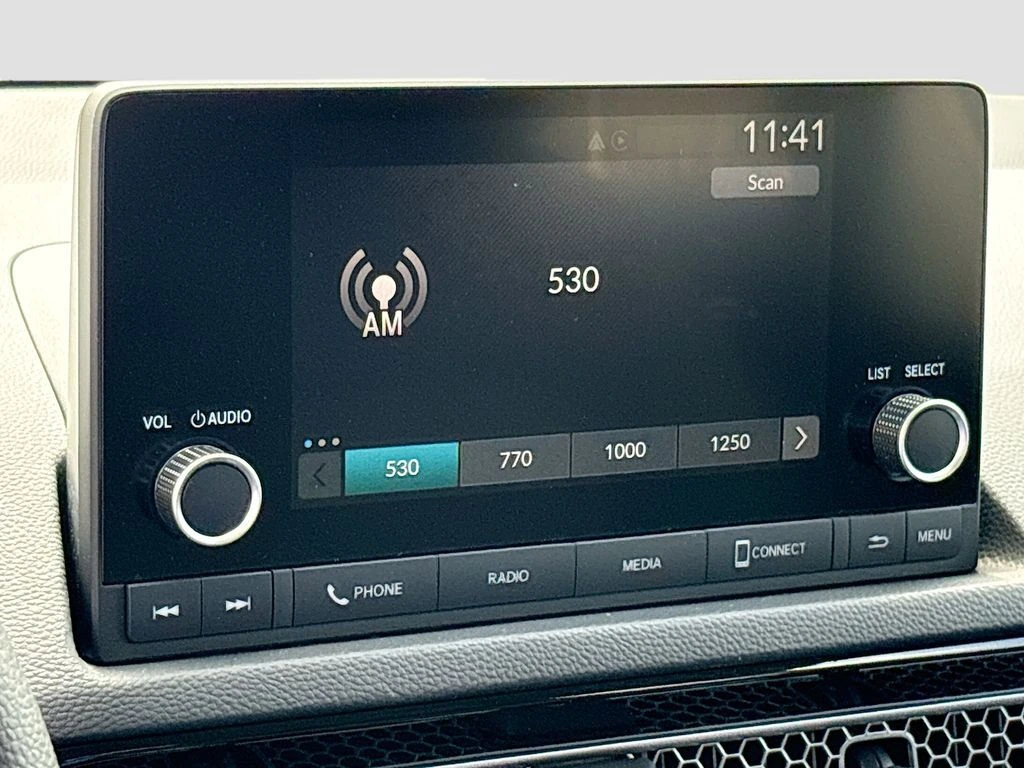 11:41
Scan
530
AM
LIST SELECT
VOL AUDIO
530 770 1000 1250
PHONE RADIO MEDIA CONNECT MENU